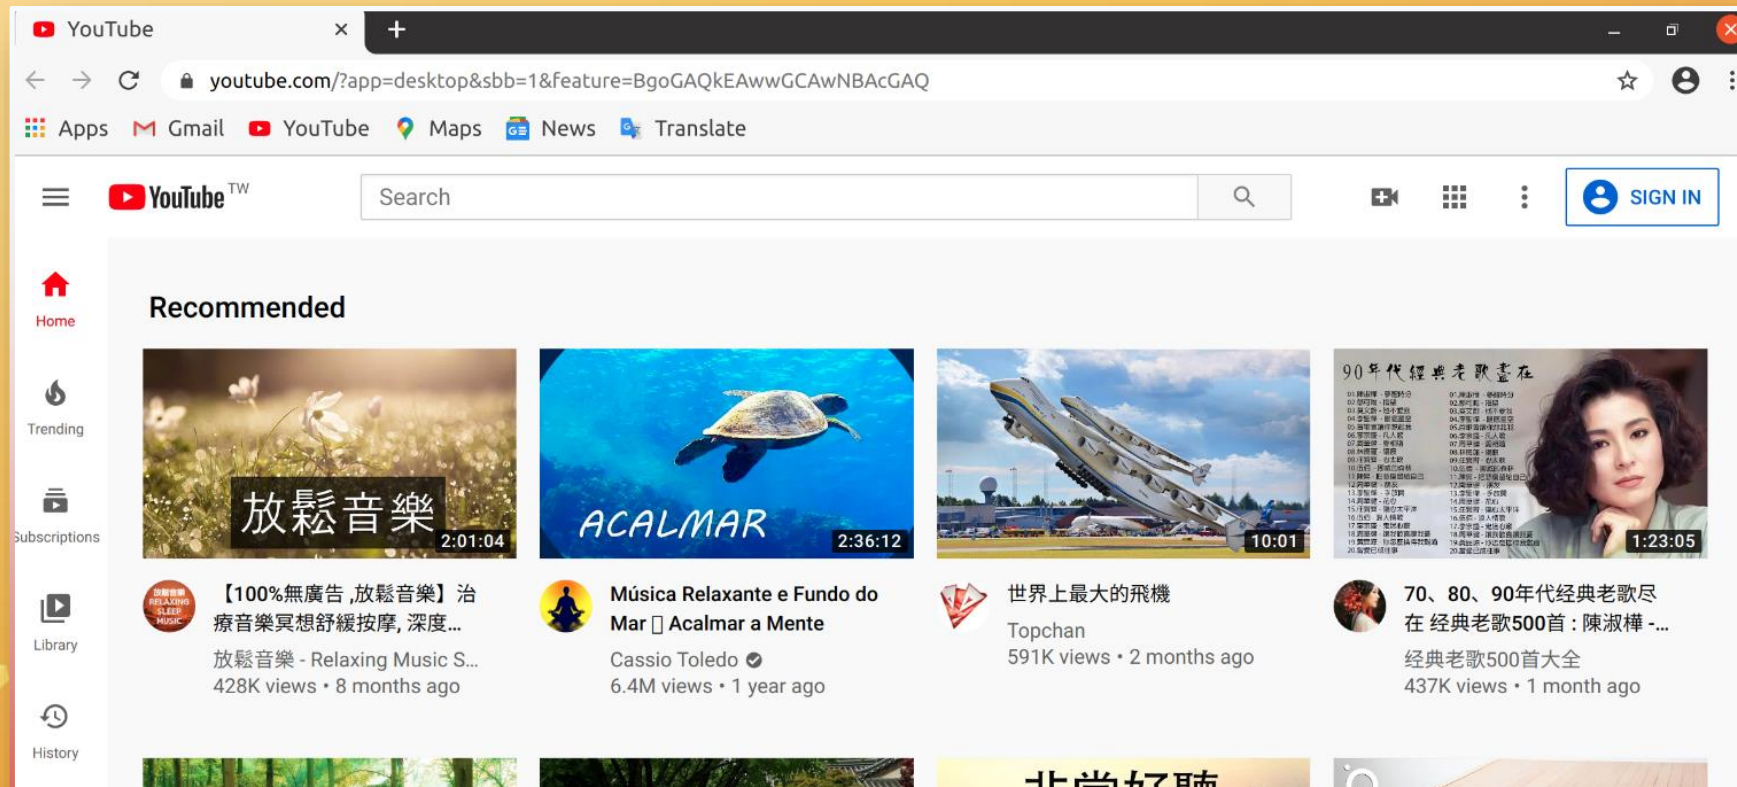 YouTube
youtube.com/?app=desktop&sbb=1&feature=BgoGAQkEAwwGCAwNBAcGAQ
Apps Gmail YouTube Maps News Translate
YouTube TW
Search
SIGN IN
Home
Trending
Subscriptions
Library
History
Recommended
放鬆音樂
2:01:04
【100%無廣告 ,放鬆音樂】治
療音樂冥想舒緩按摩, 深度...
放鬆音樂 - Relaxing Music S...
428K views • 8 months ago
ACALMAR
2:36:12
Música Relaxante e Fundo do
Mar ▯ Acalmar a Mente
Cassio Toledo
6.4M views • 1 year ago
10:01
世界上最大的飛機
Topchan
591K views • 2 months ago
90年代經典老歌盡在
1:23:05
70、80、90年代经典老歌尽
在 经典老歌500首 : 陳淑樺 -...
经典老歌500首大全
437K views • 1 month ago
非常好聽